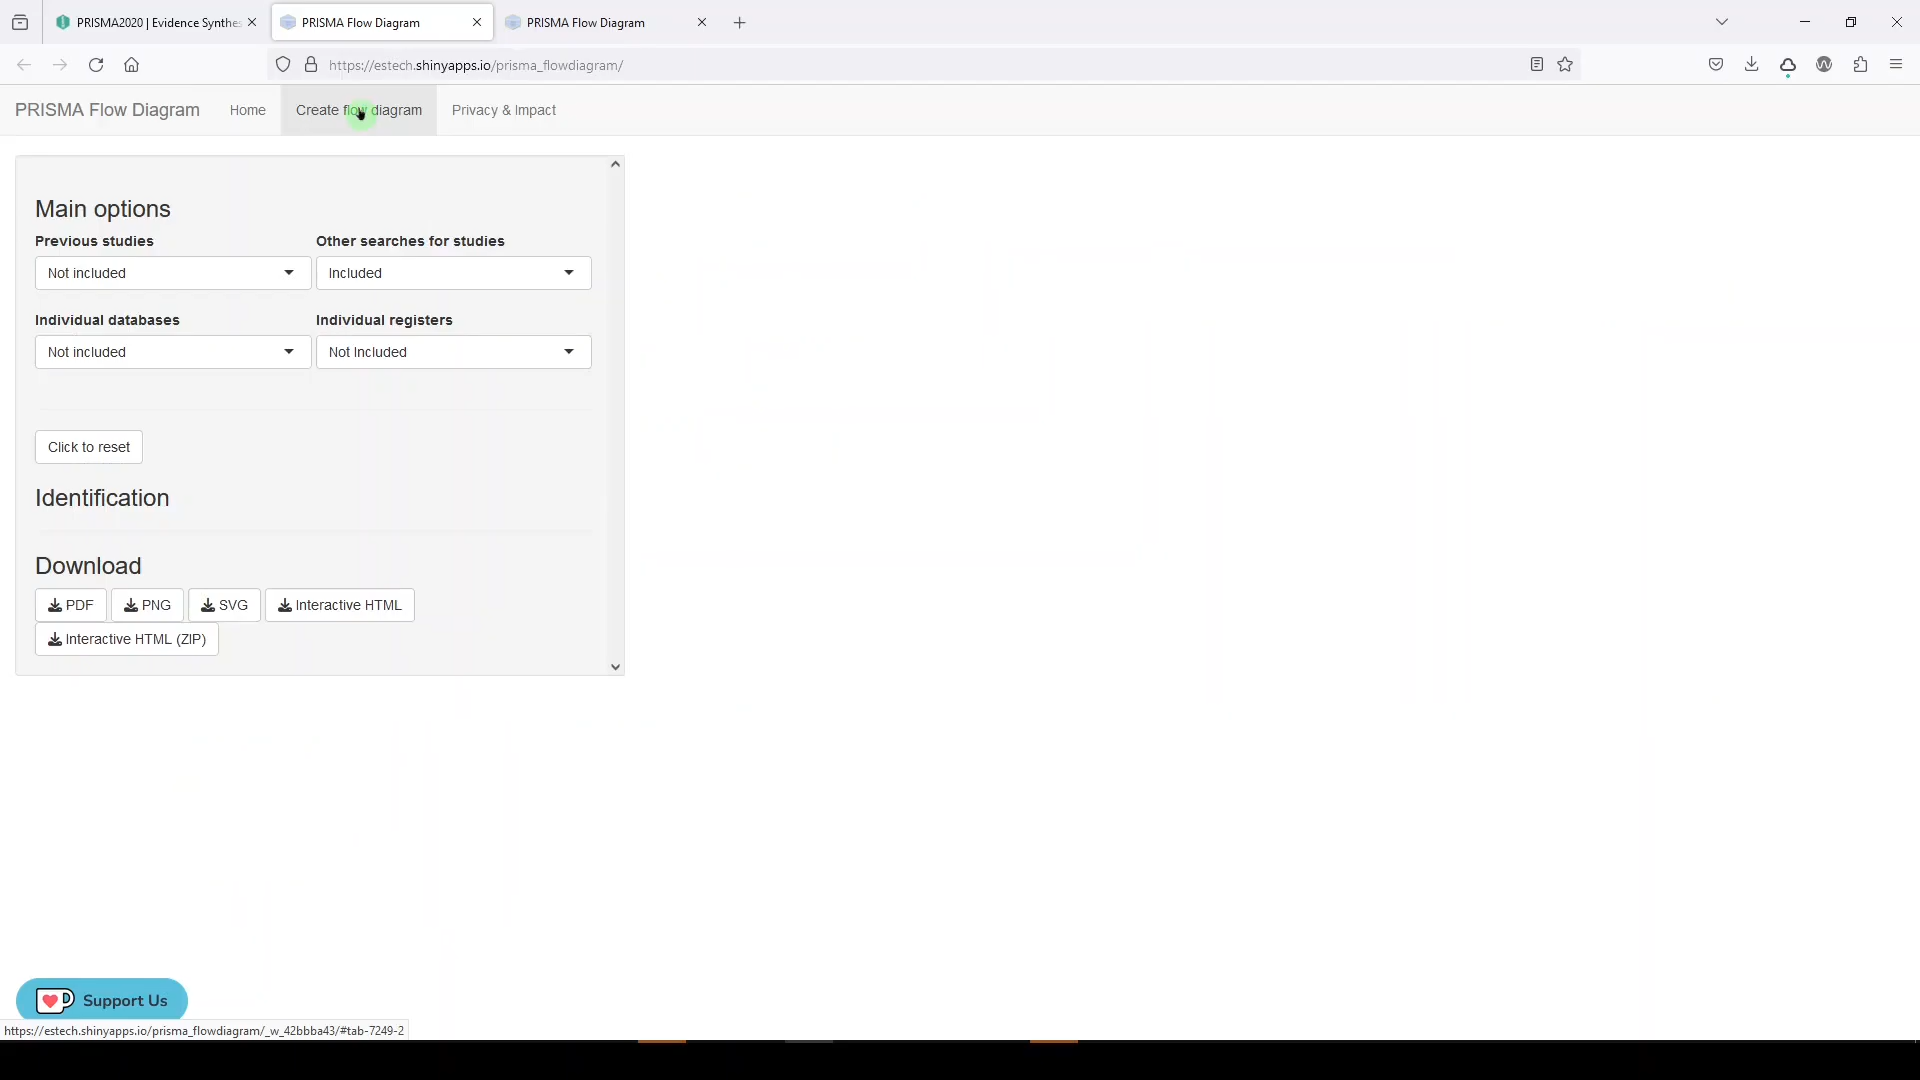 PRISMA2020 | Evidence Synthes
PRISMA Flow Diagram
PRISMA Flow Diagram
https://estech.shinyapps.io/prisma_flowdiagram/
PRISMA Flow Diagram Home Create flow diagram Privacy & Impact
Main options
Previous studies Other searches for studies
Not included Included
Individual databases Individual registers
Not included Not Included
Click to reset
Identification
Download
PDF PNG SVG Interactive HTML
Interactive HTML (ZIP)
Support Us
https://estech.shinyapps.io/prisma_flowdiagram/_w_42bbba43/#tab-7249-2